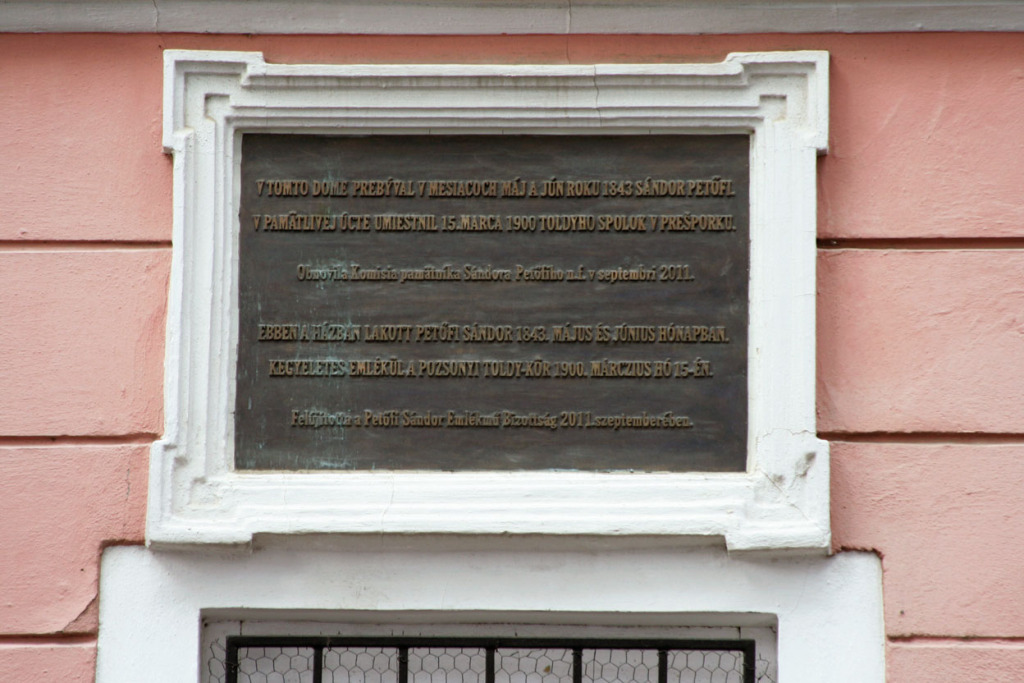 V TOMTO DOME PREBÝVAL V MESIACOCH MÁJ A JÚN ROKU 1843 SÁNDOR PETŐFI.
V PAMÄTLIVEJ ÚCTE UMIESTNIL 15. MARCA 1900 TOLDYHO SPOLOK V PREŠPORKU.
Obnovila Komisia pamätníka Sándora Petőfiho n.f. v septembri 2011.
EBBEN A HÁZBAN LAKOTT PETŐFI SÁNDOR 1843. MÁJUS ÉS JÚNIUS HÓNAPBAN.
KEGYELETES EMLÉKÜL A POZSONYI TOLDY-KÖR 1900. MÁRCZIUS HÓ 15-ÉN.
Felújította a Petőfi Sándor Emlékmű Bizottság 2011.szeptemberében.